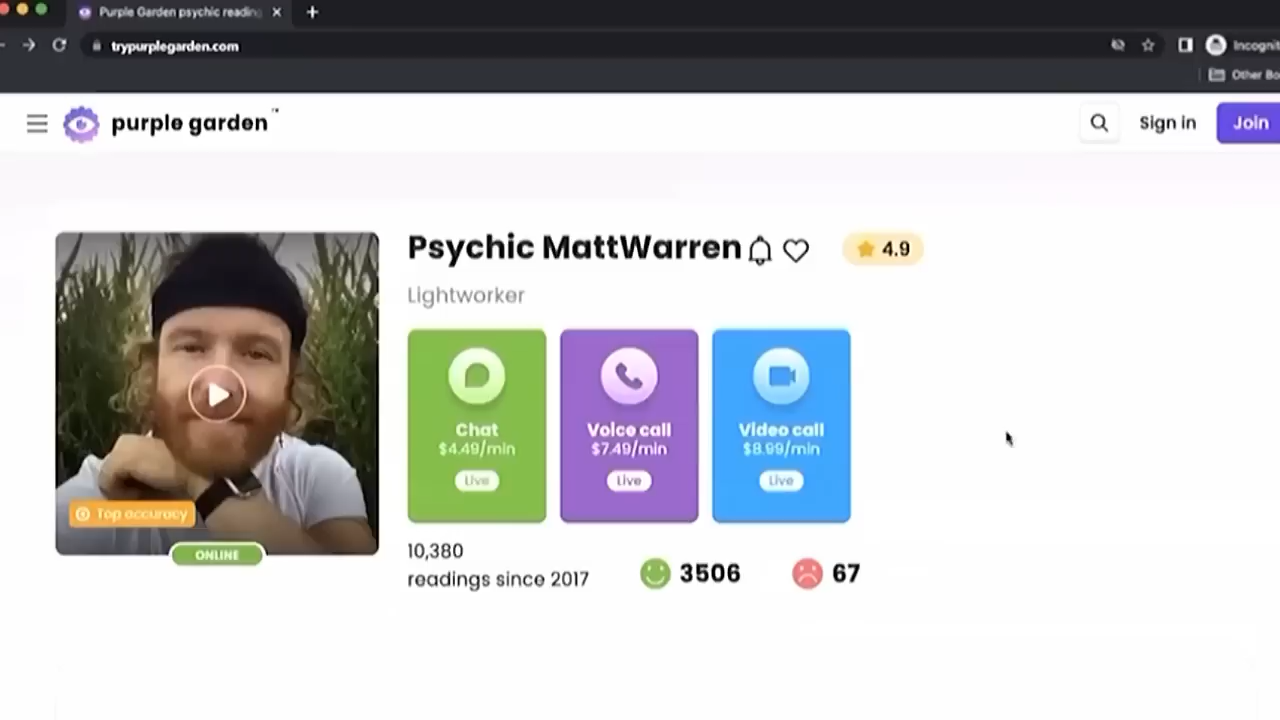 Purple Garden psychic reading
trypurplegarden.com
Incognit
Other Bo
purple garden
Sign in
Join
Psychic MattWarren
4.9
Lightworker
Chat
$4.49/min
Live
Voice call
$7.49/min
Live
Video call
$8.99/min
Live
Top accuracy
ONLINE
10,380
readings since 2017
3506
67